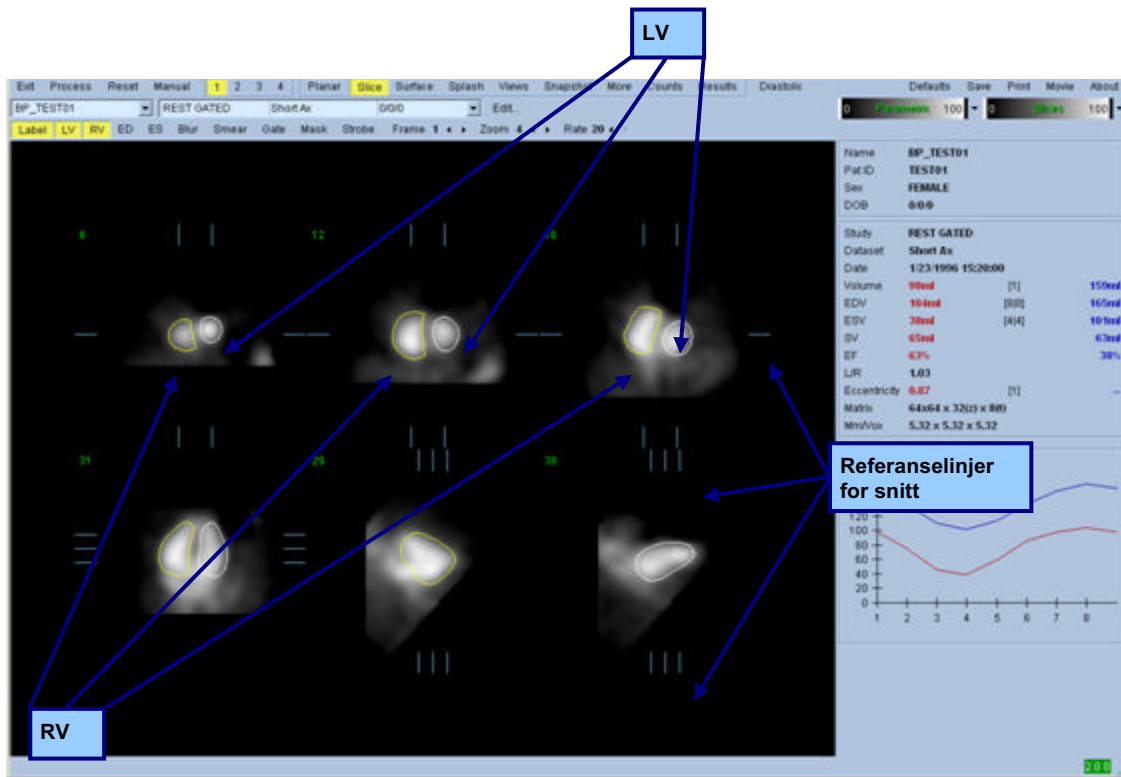 LV
Exit Process Reset Manual 1 2 3 4 Planar Slice Surface Splash Views Snapshot More Counts Results Diastolic Defaults Save Print Movie About
BP_TEST01 REST GATED Short Ax 0/0/0 Edit...
0 Parametric 100 0 Slices 100
Label LV RV ED ES Blur Smear Gate Mask Strobe Frame 1 Zoom 4 Rate 20
Name BP_TEST01
Pat ID TEST01
Sex FEMALE
DOB 0/0/0
Study REST GATED
Dataset Short Ax
Date 1/23/1996 15:20:00
Volume 98ml [1] 159ml
EDV 104ml [8|8] 165ml
ESV 38ml [4|4] 101ml
SV 65ml 63ml
EF 63% 38%
L/R 1.03
Eccentricity 0.87 [1] --
Matrix 64x64 x 32(z) x 8(t)
Mm/Vox 5.32 x 5.32 x 5.32
8 12
31 29 30
Referanselinjer
for snitt
120
100
80
60
40
20
0
1 2 3 4 5 6 7 8
RV